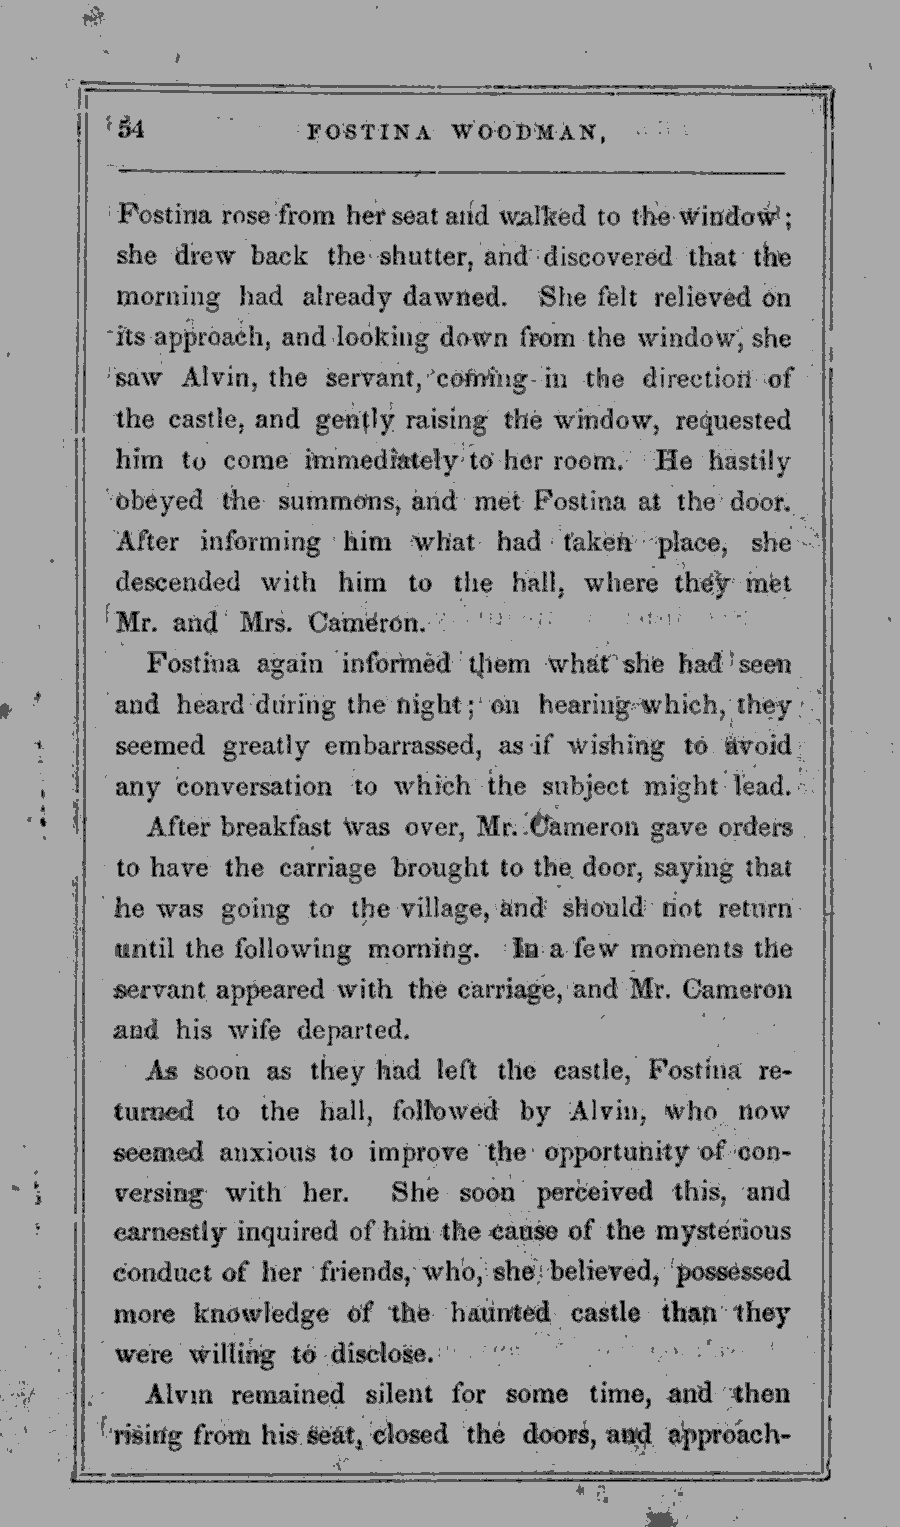 54 FOSTINA WOODMAN,
Fostina rose from her seat and walked to the window;
she drew back the shutter, and discovered that the
morning had already dawned. She felt relieved on
its approach, and looking down from the window, she
saw Alvin, the servant, coming in the direction of
the castle, and gently raising the window, requested
him to come immediately to her room. He hastily
obeyed the summons, and met Fostina at the door.
After informing him what had taken place, she
descended with him to the hall, where they met
Mr. and Mrs. Cameron.
Fostina again informed them what she had seen
and heard during the night; on hearing which, they
seemed greatly embarrassed, as if wishing to avoid
any conversation to which the subject might lead.
After breakfast was over, Mr. Cameron gave orders
to have the carriage brought to the door, saying that
he was going to the village, and should not return
until the following morning. In a few moments the
servant appeared with the carriage, and Mr. Cameron
and his wife departed.
As soon as they had left the castle, Fostina re-
turned to the hall, followed by Alvin, who now
seemed anxious to improve the opportunity of con-
versing with her. She soon perceived this, and
earnestly inquired of him the cause of the mysterious
conduct of her friends, who, she believed, possessed
more knowledge of the haunted castle than they
were willing to disclose.
Alvin remained silent for some time, and then
rising from his seat, closed the doors, and approach-